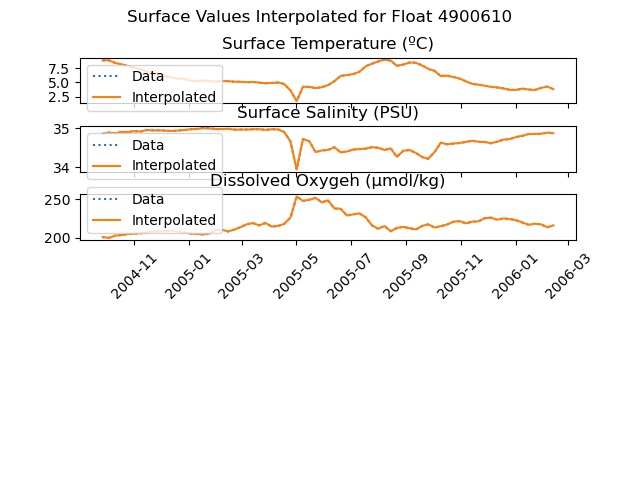 Surface Values Interpolated for Float 4900610
Surface Temperature (ºC)
7.5
5.0
2.5
Data
Interpolated
Surface Salinity (PSU)
35
34
Data
Interpolated
Dissolved Oxygeh (µmol/kg)
250
200
Data
Interpolated
2004-11
2005-01
2005-03
2005-05
2005-07
2005-09
2005-11
2006-01
2006-03